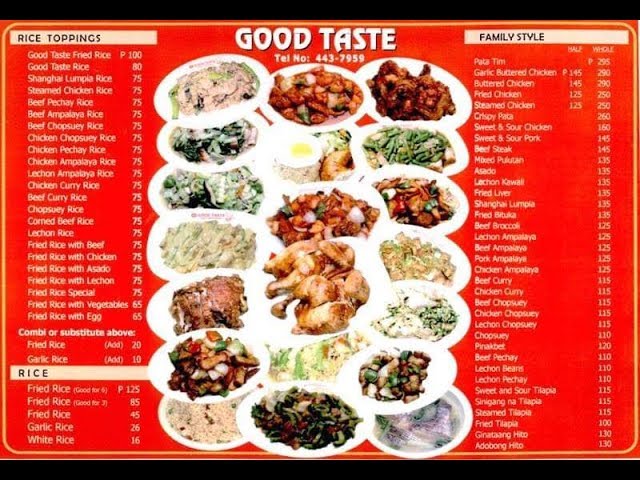 RICE TOPPINGS
Good Taste Fried Rice P 100
Good Taste Rice 80
Shanghai Lumpia Rice 75
Steamed Chicken Rice 75
Beef Pechay Rice 75
Beef Ampalaya Rice 75
Beef Chopsuey Rice 75
Chicken Chopsuey Rice 75
Chicken Pechay Rice 75
Chicken Ampalaya Rice 75
Lechon Ampalaya Rice 75
Chicken Curry Rice 75
Beef Curry Rice 75
Chopsuey Rice 75
Corned Beef Rice 75
Lechon Rice 75
Fried Rice with Beef 75
Fried Rice with Chicken 75
Fried Rice with Asado 75
Fried Rice with Lechon 75
Fried Rice Special 75
Fried Rice with Vegetables 65
Fried Rice with Egg 65
Combi or substitute above:
Fried Rice (Add) 20
Garlic Rice (Add) 10
RICE
Fried Rice (Good for 6) P 125
Fried Rice (Good for 3) 85
Fried Rice 45
Garlic Rice 26
White Rice 16
GOOD TASTE
Tel No: 443-7959
FAMILY STYLE
HALF WHOLE
Pata Tim P 295
Garlic Buttered Chicken P 145 290
Buttered Chicken 145 290
Fried Chicken 125 250
Steamed Chicken 125 250
Crispy Pata 260
Sweet & Sour Chicken 160
Sweet & Sour Pork 145
Beef Steak 145
Mixed Pulutan 135
Asado 135
Lechon Kawali 135
Fried Liver 135
Shanghai Lumpia 135
Fried Bituka 135
Beef Broccoli 135
Lechon Ampalaya 135
Beef Ampalaya 125
Pork Ampalaya 125
Chicken Ampalaya 125
Beef Curry 115
Chicken Curry 115
Beef Chopsuey 115
Chicken Chopsuey 115
Lechon Chopsuey 115
Chopsuey 110
Pinakbet
Beef Pechay 110
Lechon Beans 110
Lechon Pechay 110
Sweet and Sour Tilapia 115
Sinigang na Tilapia 115
Steamed Tilapia 115
Fried Tilapia 100
Ginataang Hito 110
Adobong Hito 110